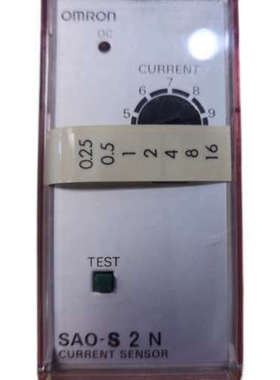 OMRON
OC
CURRENT
5 6 7 8 9
0.25 0.5 1 2 4 8 16
TEST
SAO-S 2 N
CURRENT SENSOR